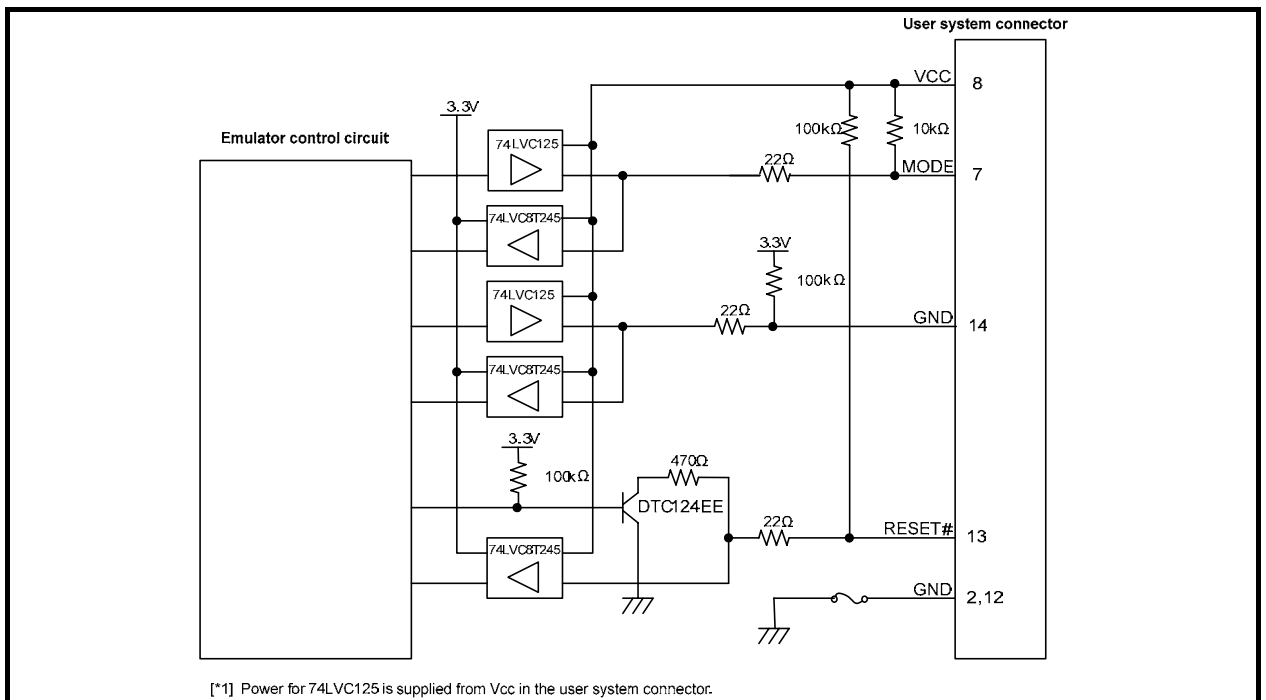 User system connector
VCC
8
3.3V
100kΩ
10kΩ
Emulator control circuit
74LVC125
22Ω
MODE
7
74LVC8T245
3.3V
74LVC125
100kΩ
22Ω
GND
14
74LVC8T245
3.3V
470Ω
100kΩ
DTC124EE
22Ω
RESET#
13
74LVC8T245
GND
2,12
[*1] Power for 74LVC125 is supplied from Vcc in the user system connector.